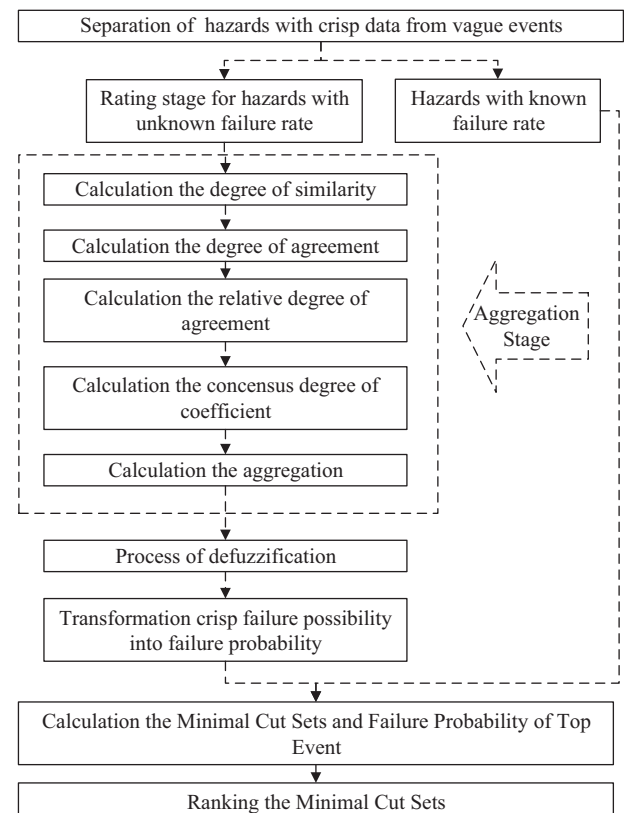 Separation of hazards with crisp data from vague events
Rating stage for hazards with
unknown failure rate
Hazards with known
failure rate
Calculation the degree of similarity
Calculation the degree of agreement
Calculation the relative degree of
agreement
Aggregation
Stage
Calculation the concensus degree of
coefficient
Calculation the aggregation
Process of defuzzification
Transformation crisp failure possibility
into failure probability
Calculation the Minimal Cut Sets and Failure Probability of Top
Event
Ranking the Minimal Cut Sets